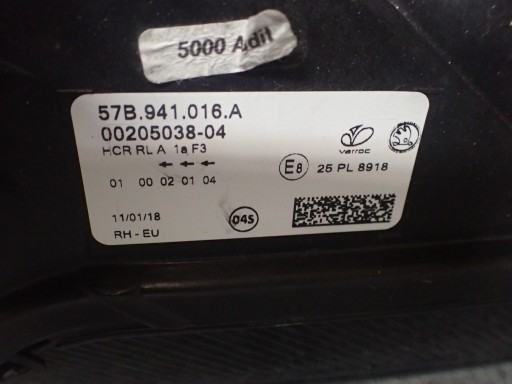 5000 Adit
57B.941.016.A
00205038-04
HCR RL A 1a F3
varroc
E8 25 PL 8918
01 00 02 01 04
11/01/18
04S
RH - EU